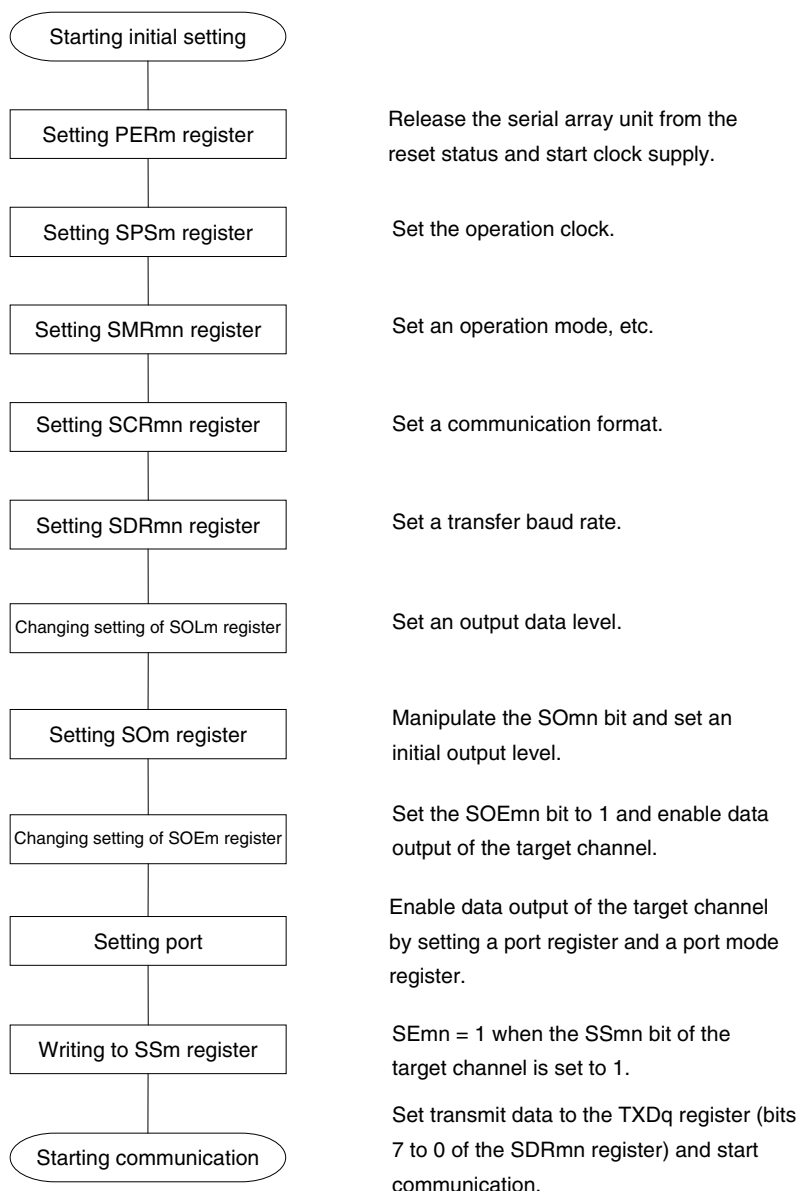 Starting initial setting
Setting PERm register
Release the serial array unit from the
reset status and start clock supply.
Setting SPSm register
Set the operation clock.
Setting SMRmn register
Set an operation mode, etc.
Setting SCRmn register
Set a communication format.
Setting SDRmn register
Set a transfer baud rate.
Changing setting of SOLm register
Set an output data level.
Setting SOm register
Manipulate the SOmn bit and set an
initial output level.
Changing setting of SOEm register
Set the SOEmn bit to 1 and enable data
output of the target channel.
Setting port
Enable data output of the target channel
by setting a port register and a port mode
register.
Writing to SSm register
SEmn = 1 when the SSmn bit of the
target channel is set to 1.
Starting communication
Set transmit data to the TXDq register (bits
7 to 0 of the SDRmn register) and start
communication.